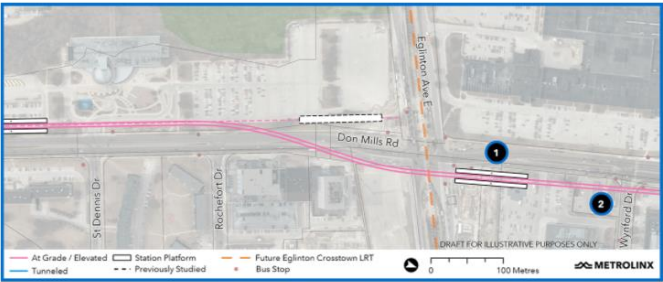 Eglinton Ave E
Don Mills Rd
1
2
St Dennis Dr
Rochefort Dr
Wynford Dr
DRAFT FOR ILLUSTRATIVE PURPOSES ONLY
At Grade / Elevated
Station Platform
Future Eglinton Crosstown LRT
Tunneled
Previously Studied
Bus Stop
0
100 Metres
METROLINX